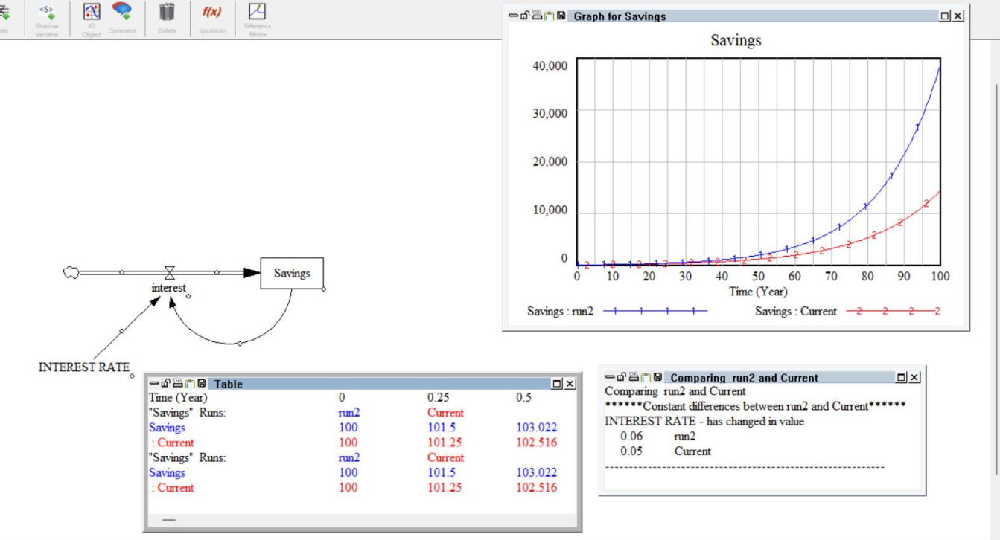 ate
<S>
Shadow
Variable
IO
Object
Comment
Delete
f(x)
Equations
Reference
Mode
Graph for Savings
Savings
40,000
30,000
20,000
10,000
0
0 10 20 30 40 50 60 70 80 90 100
Time (Year)
Savings : run2 1 1 1 1
Savings : Current 2 2 2 2
interest
Savings
INTEREST RATE
Table
Time (Year) 0 0.25 0.5
"Savings" Runs: run2 Current
Savings 100 101.5 103.022
: Current 100 101.25 102.516
"Savings" Runs: run2 Current
Savings 100 101.5 103.022
: Current 100 101.25 102.516
Comparing run2 and Current
Comparing run2 and Current
******Constant differences between run2 and Current******
INTEREST RATE - has changed in value
0.06 run2
0.05 Current